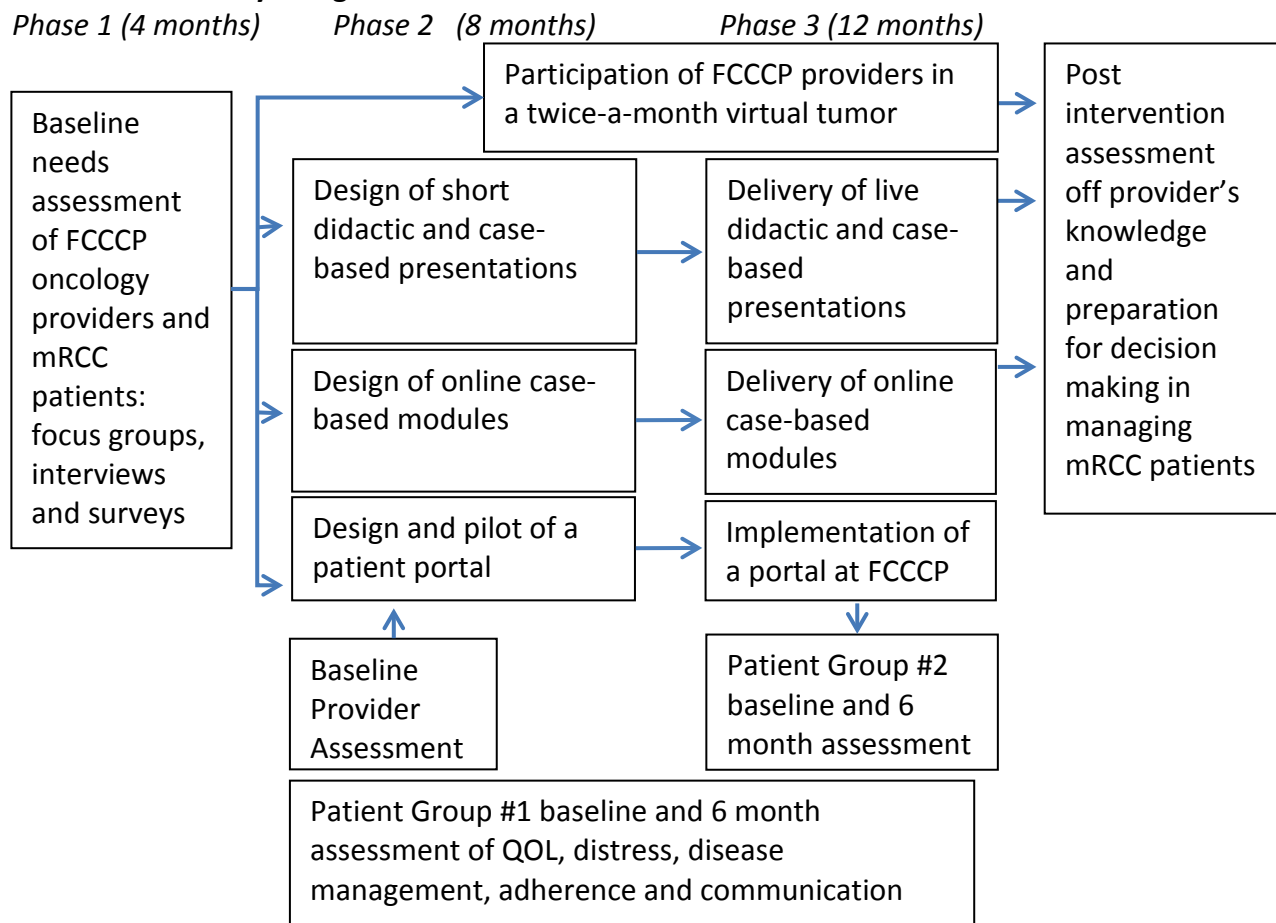 Phase 1 (4 months)
Phase 2 (8 months)
Phase 3 (12 months)
Participation of FCCCP providers in
a twice-a-month virtual tumor
Baseline
needs
assessment
of FCCCP
oncology
providers and
mRCC
patients:
focus groups,
interviews
and surveys
Design of short
didactic and case-
based presentations
Delivery of live
didactic and case-
based
presentations
Design of online case-
based modules
Delivery of online
case-based
modules
Design and pilot of a
patient portal
Implementation of
a portal at FCCCP
Post
intervention
assessment
off provider’s
knowledge
and
preparation
for decision
making in
managing
mRCC patients
Baseline
Provider
Assessment
Patient Group #2
baseline and 6
month assessment
Patient Group #1 baseline and 6 month
assessment of QOL, distress, disease
management, adherence and communication